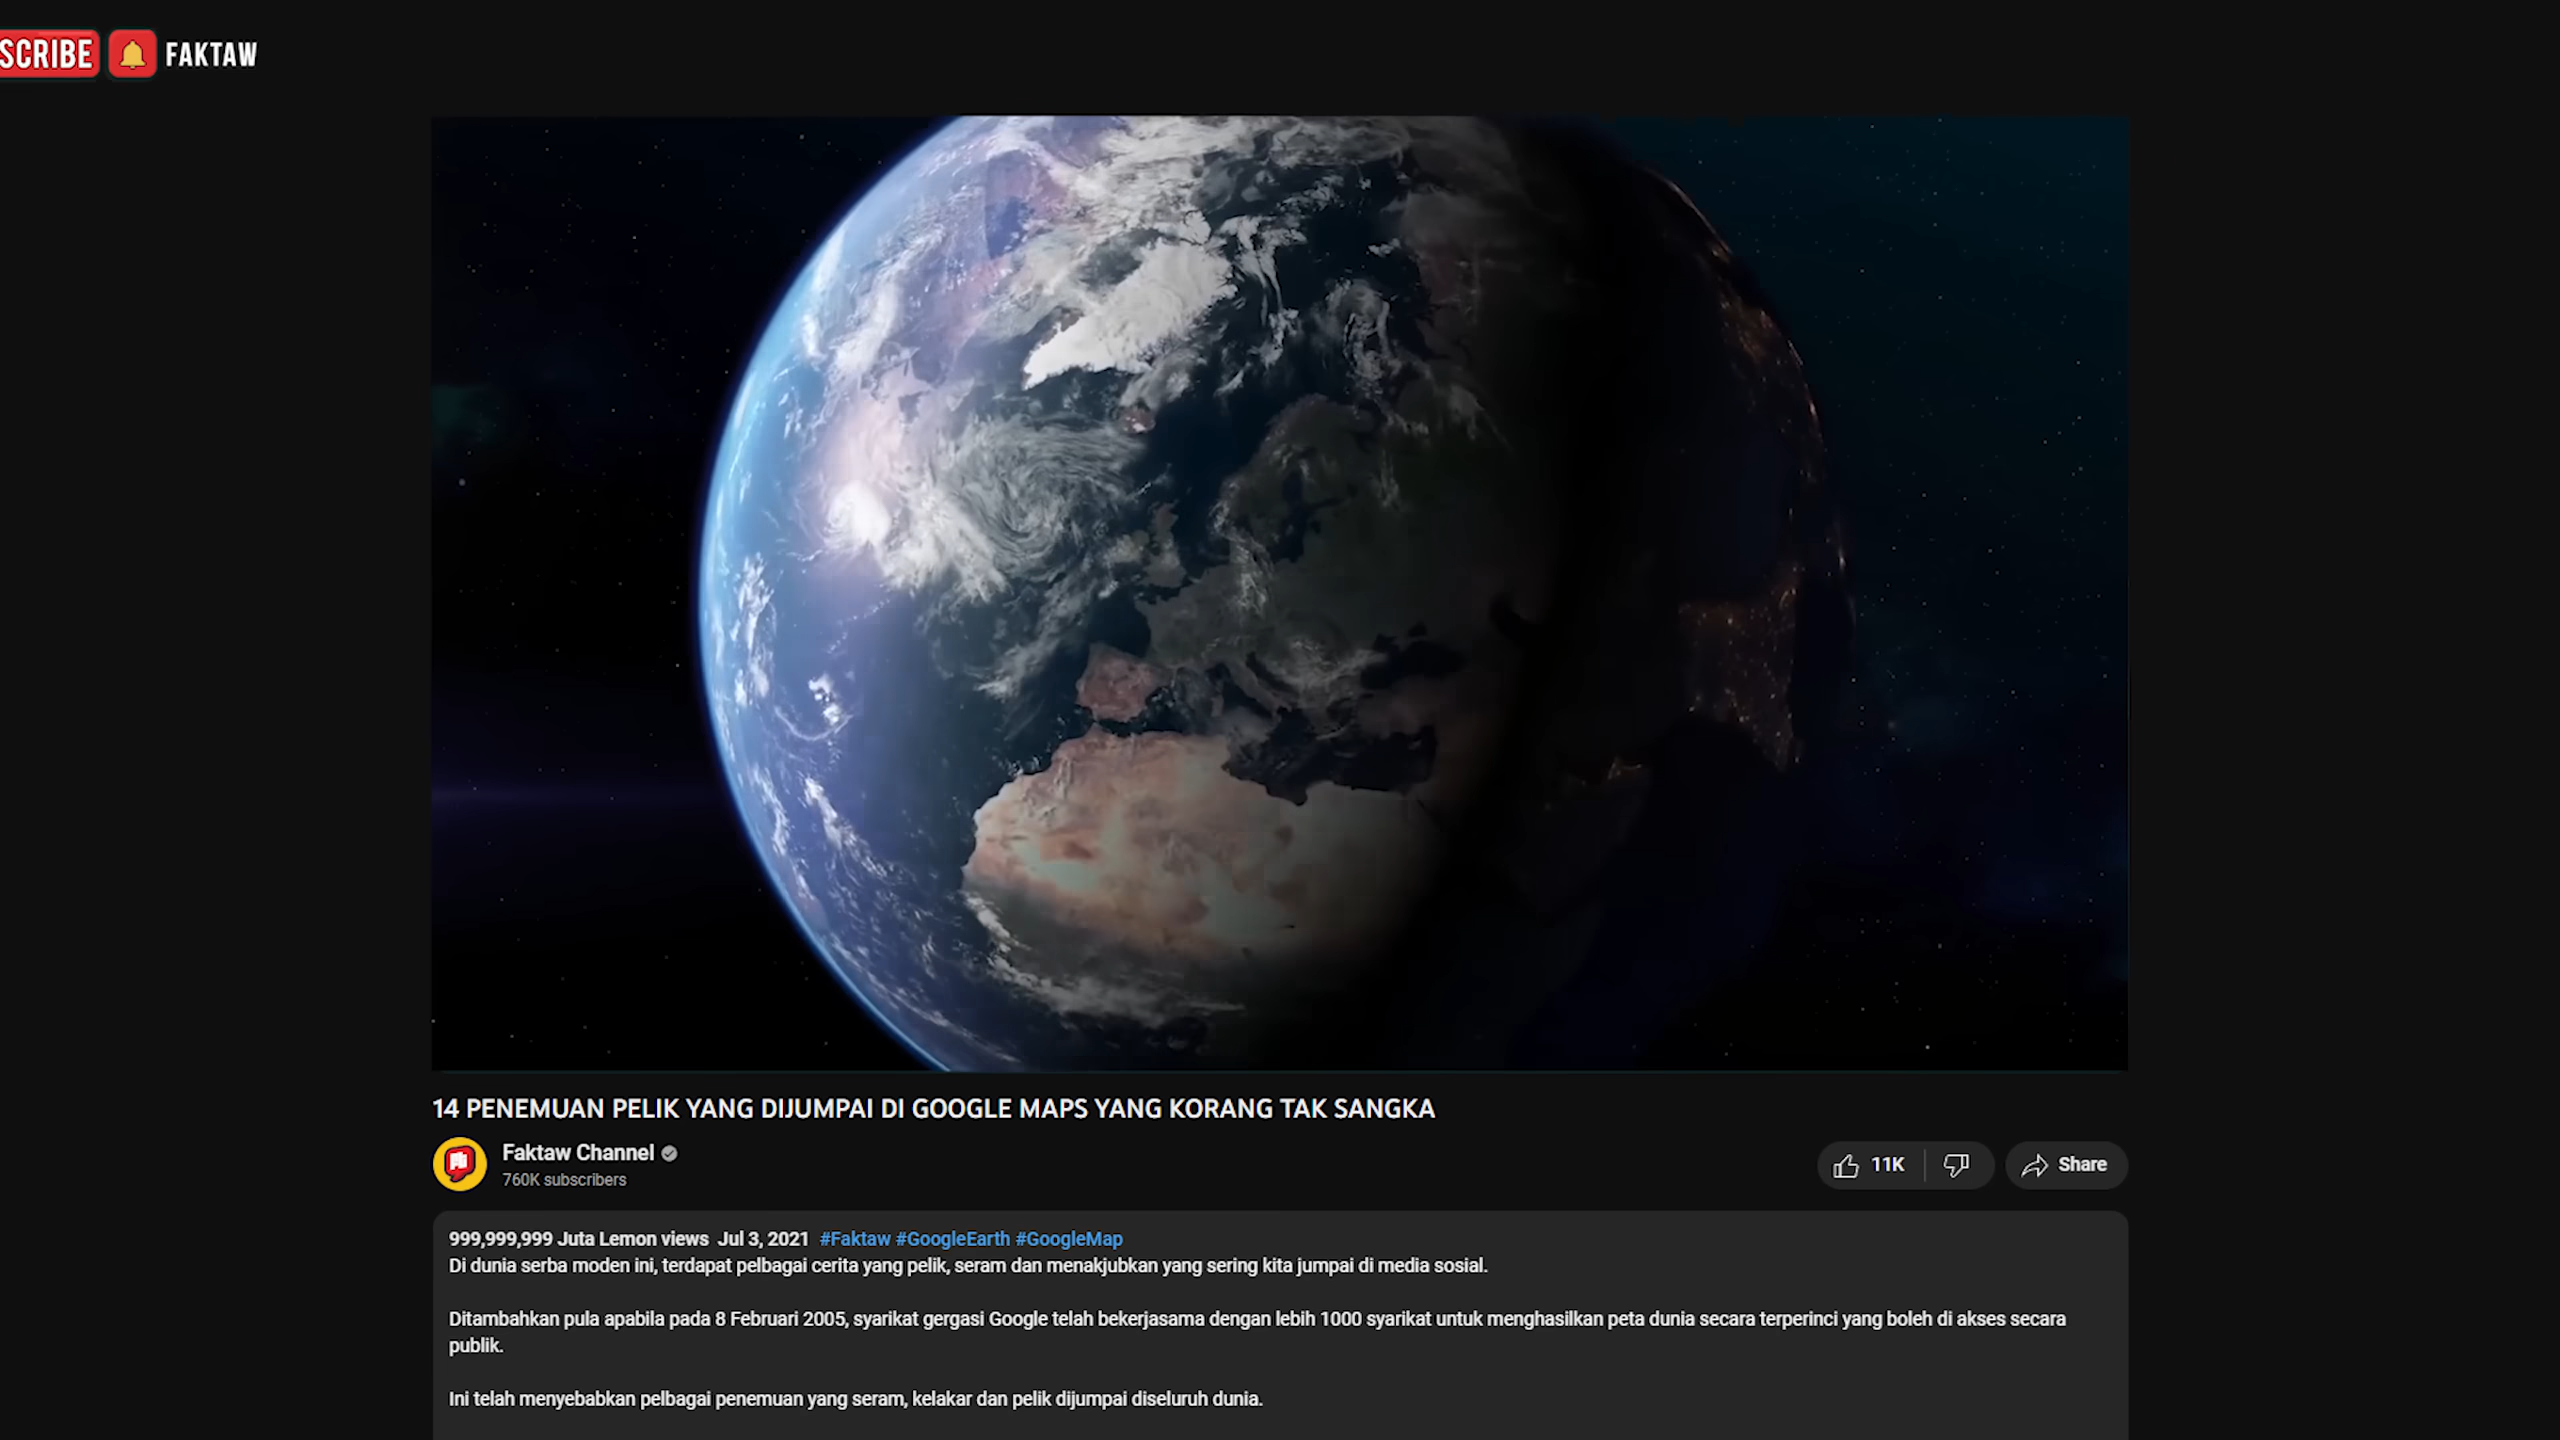 SCRIBE FAKTAW
14 PENEMUAN PELIK YANG DIJUMPAI DI GOOGLE MAPS YANG KORANG TAK SANGKA
Faktaw Channel
760K subscribers
11K
Share
999,999,999 Juta Lemon views Jul 3, 2021 #Faktaw #GoogleEarth #GoogleMap
Di dunia serba moden ini, terdapat pelbagai cerita yang pelik, seram dan menakjubkan yang sering kita jumpai di media sosial.
Ditambahkan pula apabila pada 8 Februari 2005, syarikat gergasi Google telah bekerjasama dengan lebih 1000 syarikat untuk menghasilkan peta dunia secara terperinci yang boleh di akses secara
publik.
Ini telah menyebabkan pelbagai penemuan yang seram, kelakar dan pelik dijumpai diseluruh dunia.